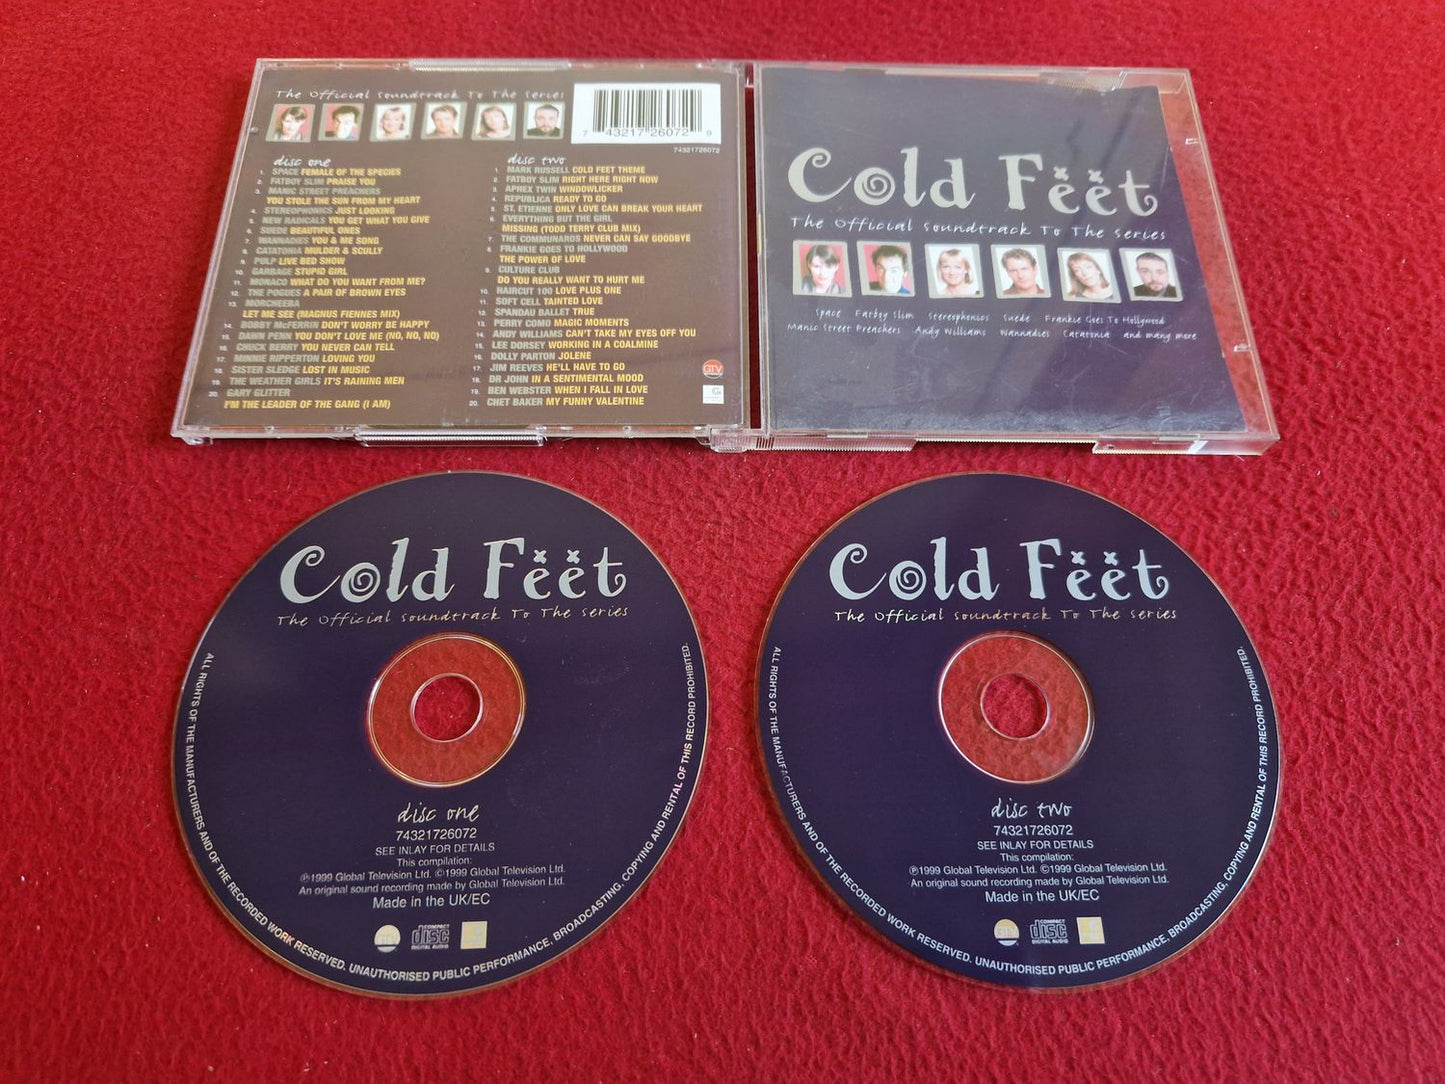 The Official Soundtrack To The Series
7 43217 26072 9
74321726072
disc one
1. SPACE FEMALE OF THE SPECIES
2. FATBOY SLIM PRAISE YOU
3. MANIC STREET PREACHERS
YOU STOLE THE SUN FROM MY HEART
4. STEREOPHONICS JUST LOOKING
5. NEW RADICALS YOU GET WHAT YOU GIVE
6. SUEDE BEAUTIFUL ONES
7. WANNADIES YOU & ME SONG
8. CATATONIA MULDER & SCULLY
9. PULP LIVE BED SHOW
10. GARBAGE STUPID GIRL
11. MONACO WHAT DO YOU WANT FROM ME?
12. THE POGUES A PAIR OF BROWN EYES
13. MORCHEEBA
LET ME SEE (MAGNUS FIENNES MIX)
14. BOBBY McFERRIN DON'T WORRY BE HAPPY
15. DAWN PENN YOU DON'T LOVE ME (NO, NO, NO)
16. CHUCK BERRY YOU NEVER CAN TELL
17. MINNIE RIPPERTON LOVING YOU
18. SISTER SLEDGE LOST IN MUSIC
19. THE WEATHER GIRLS IT'S RAINING MEN
20. GARY GLITTER
I'M THE LEADER OF THE GANG (I AM)
disc two
1. MARK RUSSELL COLD FEET THEME
2. FATBOY SLIM RIGHT HERE RIGHT NOW
3. APHEX TWIN WINDOWLICKER
4. REPUBLICA READY TO GO
5. ST. ETIENNE ONLY LOVE CAN BREAK YOUR HEART
6. EVERYTHING BUT THE GIRL
MISSING (TODD TERRY CLUB MIX)
7. THE COMMUNARDS NEVER CAN SAY GOODBYE
8. FRANKIE GOES TO HOLLYWOOD
THE POWER OF LOVE
9. CULTURE CLUB
DO YOU REALLY WANT TO HURT ME
10. HAIRCUT 100 LOVE PLUS ONE
11. SOFT CELL TAINTED LOVE
12. SPANDAU BALLET TRUE
13. PERRY COMO MAGIC MOMENTS
14. ANDY WILLIAMS CAN'T TAKE MY EYES OFF YOU
15. LEE DORSEY WORKING IN A COALMINE
16. DOLLY PARTON JOLENE
17. JIM REEVES HE'LL HAVE TO GO
18. DR JOHN IN A SENTIMENTAL MOOD
19. BEN WEBSTER WHEN I FALL IN LOVE
20. CHET BAKER MY FUNNY VALENTINE
GTV
Cold Feet
The Official Soundtrack To The Series
Space Fatboy Slim Stereophonics Suede Frankie Goes To Hollywood
Manic Street Preachers Andy Williams Wannadies Catatonia and many more
Cold Feet
The Official Soundtrack To The Series
disc one
74321726072
SEE INLAY FOR DETAILS
This compilation:
℗1999 Global Television Ltd. ©1999 Global Television Ltd.
An original sound recording made by Global Television Ltd.
Made in the UK/EC
GTV
COMPACT disc DIGITAL AUDIO
ALL RIGHTS OF THE MANUFACTURERS AND OF THE RECORDED WORK RESERVED. UNAUTHORISED PUBLIC PERFORMANCE, BROADCASTING, COPYING AND RENTAL OF THIS RECORD PROHIBITED.
Cold Feet
The Official Soundtrack To The Series
disc two
74321726072
SEE INLAY FOR DETAILS
This compilation:
℗1999 Global Television Ltd. ©1999 Global Television Ltd.
An original sound recording made by Global Television Ltd.
Made in the UK/EC
GTV
COMPACT disc DIGITAL AUDIO
ALL RIGHTS OF THE MANUFACTURERS AND OF THE RECORDED WORK RESERVED. UNAUTHORISED PUBLIC PERFORMANCE, BROADCASTING, COPYING AND RENTAL OF THIS RECORD PROHIBITED.